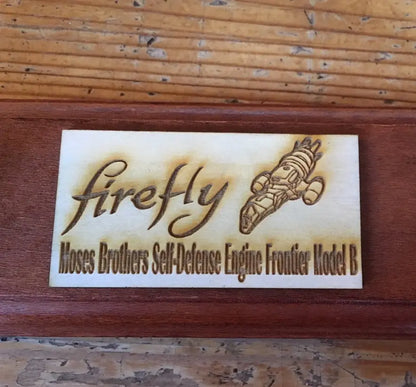 firefly
Moses Brothers Self-Defense Engine Frontier Model B